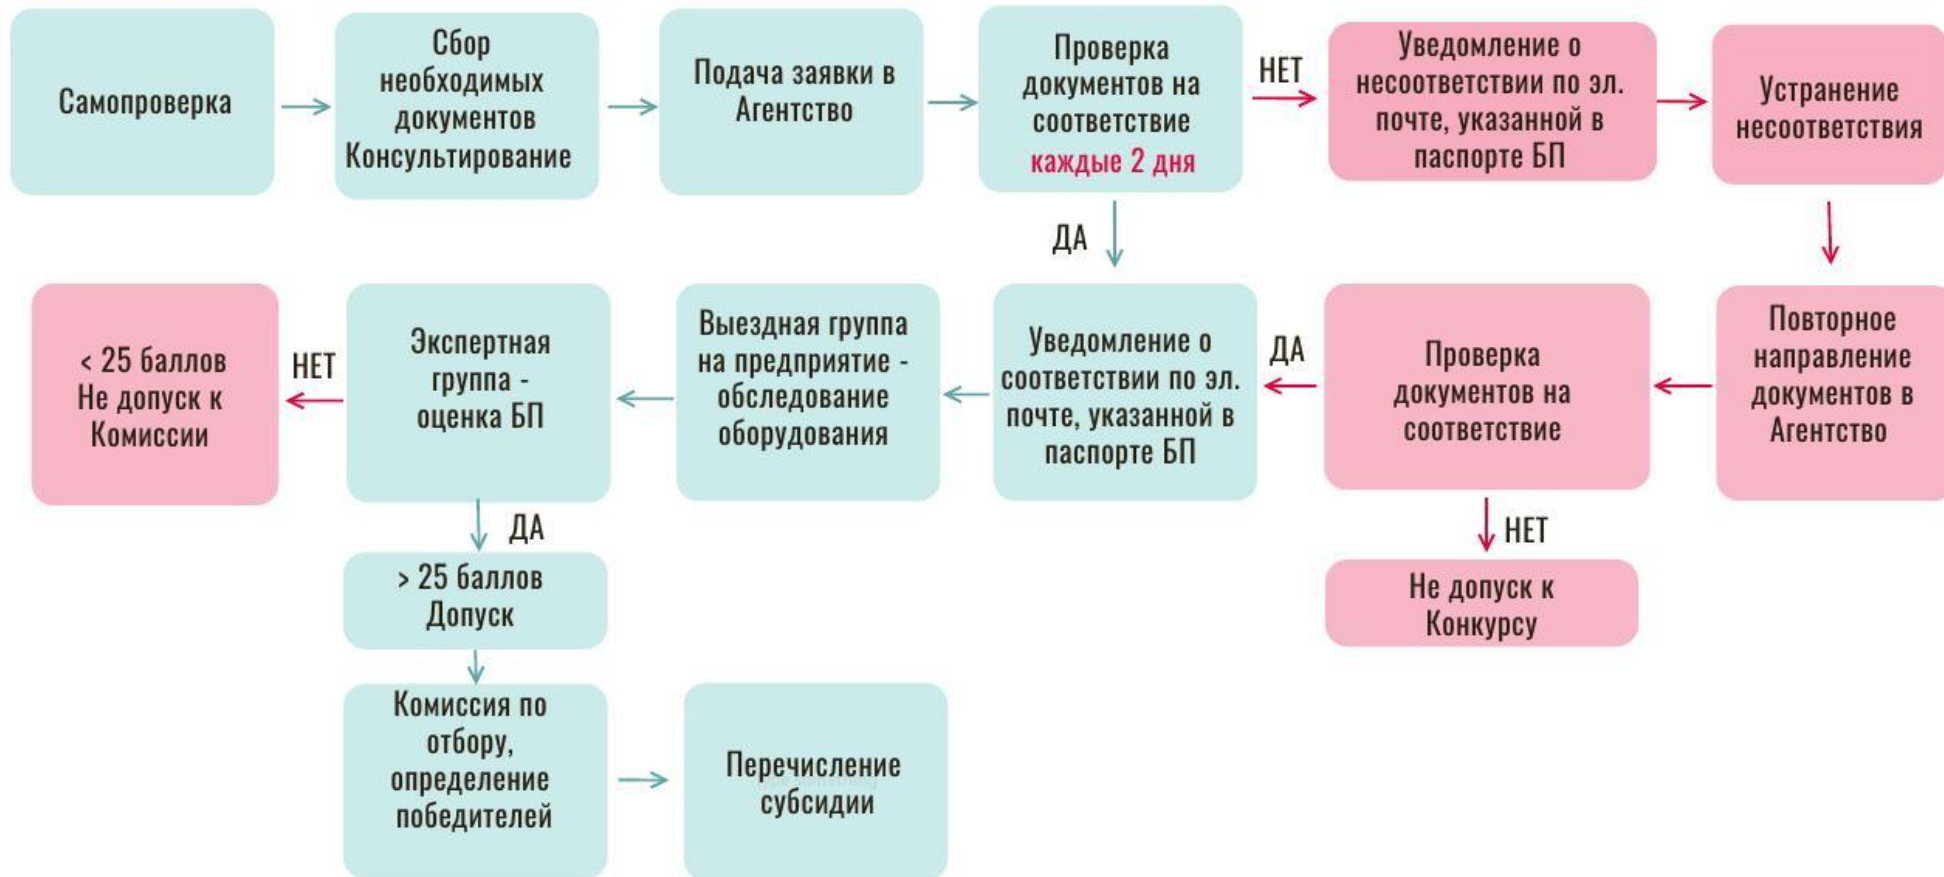 Самопроверка
Сбор
необходимых
документов
Консультирование
Подача заявки в
Агентство
Проверка
документов на
соответствие
каждые 2 дня
НЕТ
Уведомление о
несоответствии по эл.
почте, указанной в
паспорте БП
Устранение
несоответствия
ДА
< 25 баллов
Не допуск к
Комиссии
НЕТ
Экспертная
группа -
оценка БП
Выездная группа
на предприятие -
обследование
оборудования
Уведомление о
соответствии по эл.
почте, указанной в
паспорте БП
ДА
Проверка
документов на
соответствие
Повторное
направление
документов в
Агентство
ДА
НЕТ
> 25 баллов
Допуск
Не допуск к
Конкурсу
Комиссия по
отбору,
определение
победителей
Перечисление
субсидии